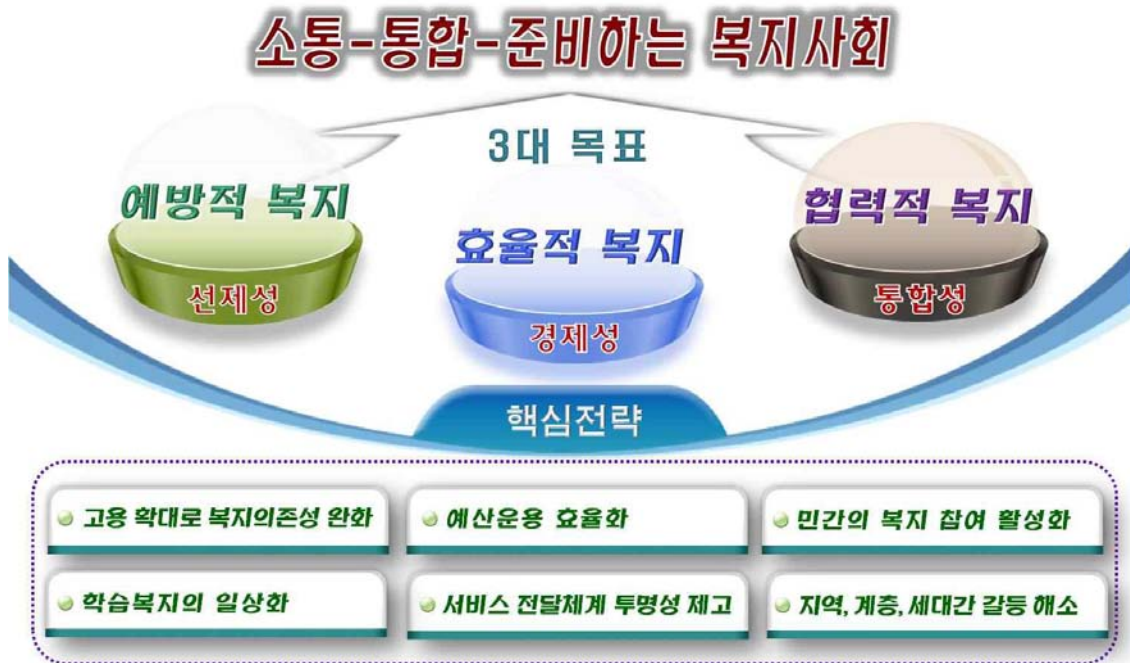 소통-통합-준비하는 복지사회
3대 목표
예방적 복지
선제성
효율적 복지
경제성
협력적 복지
통합성
핵심전략
고용 확대로 복지의존성 완화
예산운용 효율화
민간의 복지 참여 활성화
학습복지의 일상화
서비스 전달체계 투명성 제고
지역, 계층, 세대간 갈등 해소